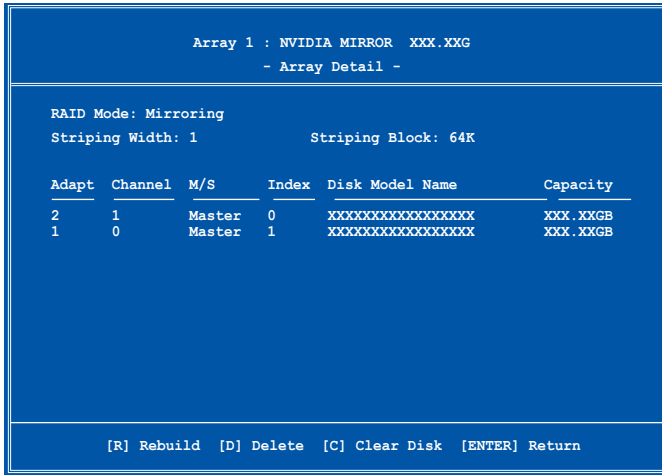 Array 1 : NVIDIA MIRROR XXX.XXG
- Array Detail -
RAID Mode: Mirroring
Striping Width: 1 Striping Block: 64K
Adapt Channel M/S Index Disk Model Name Capacity
2 1 Master 0 XXXXXXXXXXXXXXXXX XXX.XXGB
1 0 Master 1 XXXXXXXXXXXXXXXXX XXX.XXGB
[R] Rebuild [D] Delete [C] Clear Disk [ENTER] Return